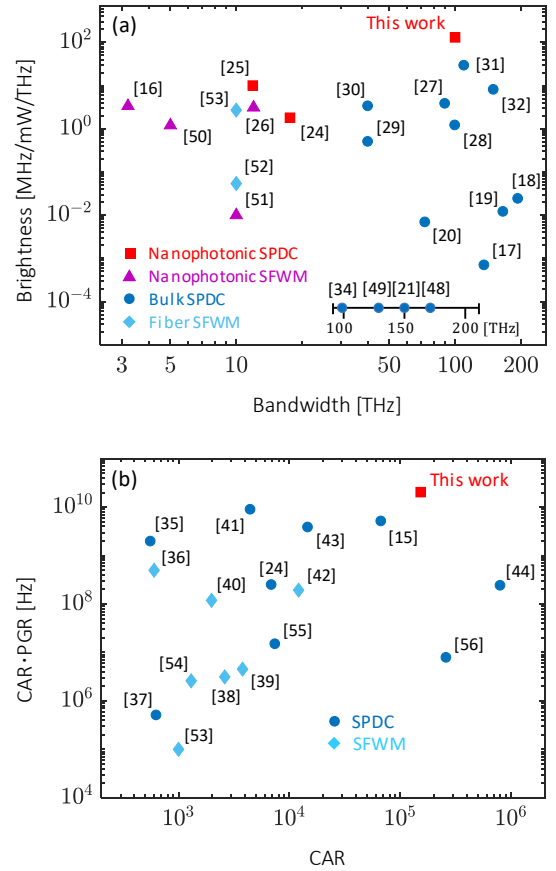 (a)
This work
[31]
[32]
[25]
[30]
[27]
[16]
[53]
[50]
[26]
[24]
[29]
[28]
[52]
[51]
[18]
[19]
[20]
[17]
Nanophotonic SPDC
Nanophotonic SFWM
Bulk SPDC
Fiber SFWM
[34] [49] [21] [48]
100 150 200 [THz]
10^2
10^0
10^-2
10^-4
Brightness [MHz/mW/THz]
3 5 10 50 100 200
Bandwidth [THz]
(b)
This work
[35]
[41]
[43]
[15]
[36]
[40]
[24]
[42]
[44]
[55]
[56]
[54]
[38]
[39]
[37]
[53]
SPDC
SFWM
10^10
10^8
10^6
10^4
CAR·PGR [Hz]
10^3 10^4 10^5 10^6
CAR